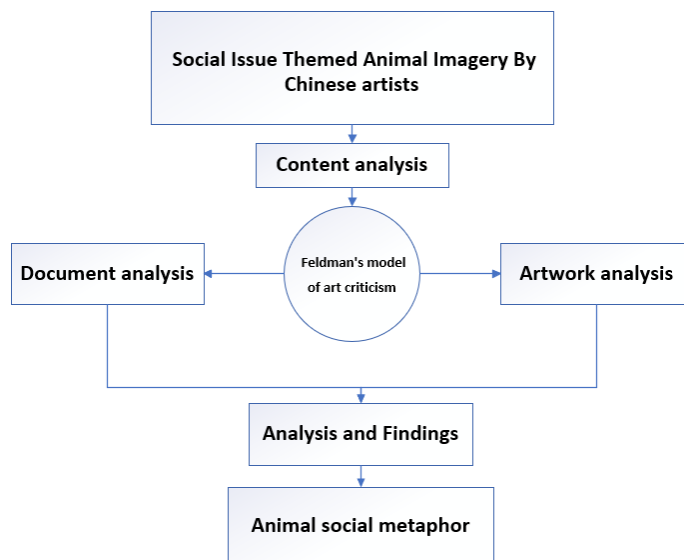 Social Issue Themed Animal Imagery By
Chinese artists
Content analysis
Document analysis
Feldman's model
of art criticism
Artwork analysis
Analysis and Findings
Animal social metaphor